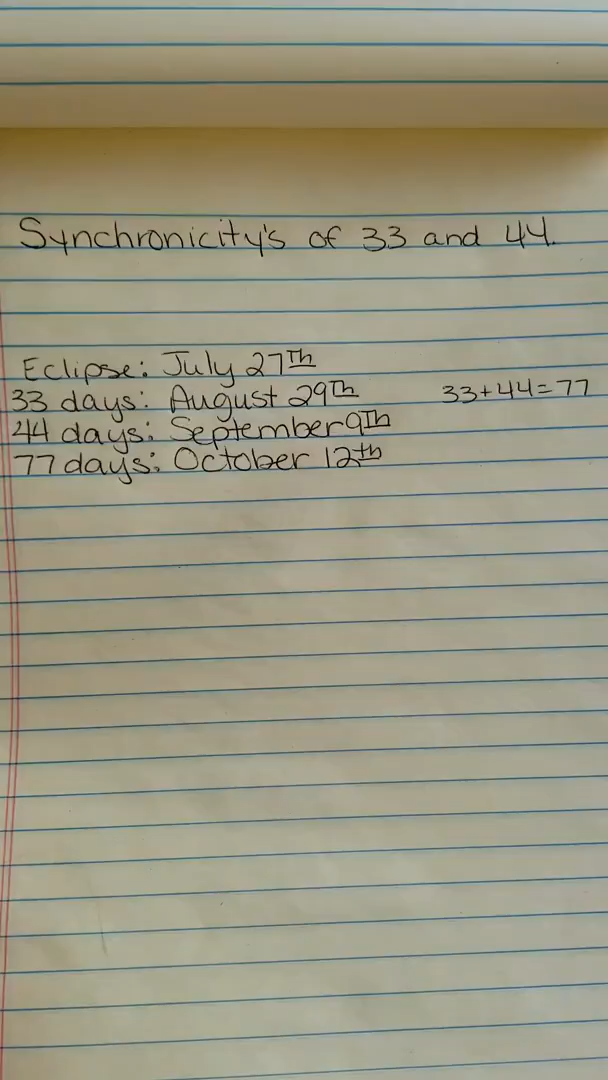 Synchronicity's of 33 and 44.
Eclipse: July 27Th
33 days: August 29Th 33+44=77
44 days: September 9Th
77 days: October 12th